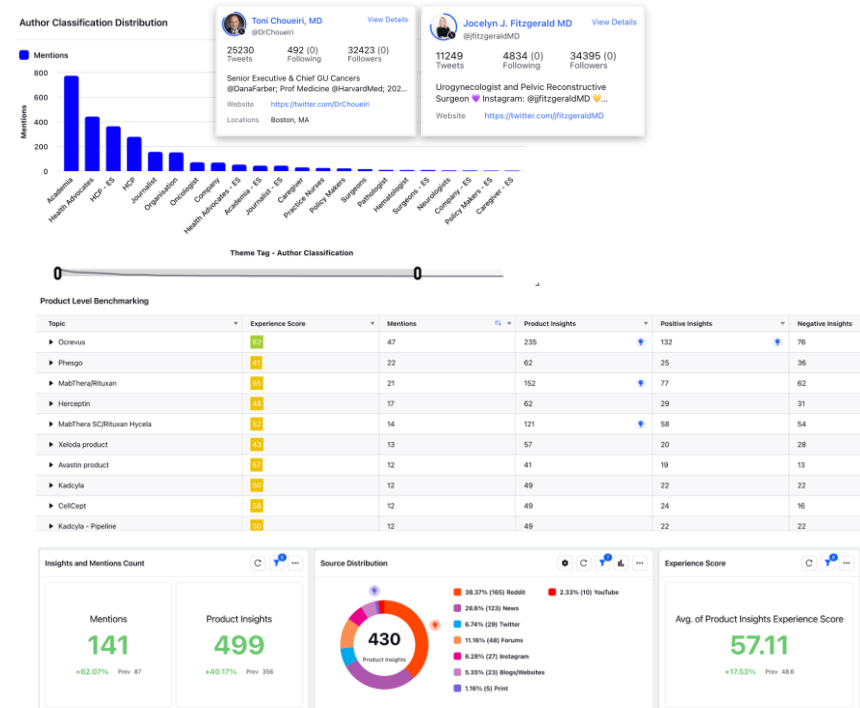 Author Classification Distribution
Toni Choueiri, MD
View Details
@DrChoueiri
25230
492 (0)
32423 (0)
Tweets
Following
Followers
Senior Executive & Chief GU Cancers
@DanaFarber; Prof Medicine @HarvardMed; 202...
Website https://twitter.com/DrChoueiri
Locations Boston, MA
Jocelyn J. Fitzgerald MD
View Details
@jfitzgeraldMD
11249
4834 (0)
34395 (0)
Tweets
Following
Followers
Urogynecologist and Pelvic Reconstructive
Surgeon 💜 Instagram: @jjfitzgeraldMD 💛...
Website https://twitter.com/jfitzgeraldMD
Mentions
Mentions
800
600
400
200
0
Academia
Health Advocates
HCP - ES
HCP
Journalist
Organisation
Oncologist
Company
Health Advocates - ES
Academia - ES
Journalist - ES
Caregiver
Practice Nurses
Policy Makers
Surgeons
Pathologist
Hematologist
Surgeons - ES
Neurologists
Company - ES
Policy Makers - ES
Caregiver - ES
Theme Tag - Author Classification
Product Level Benchmarking
Topic Experience Score Mentions Product Insights Positive Insights Negative Insights
Ocrevus 62 47 235 132 76
Phesgo 41 22 62 25 36
MabThera/Rituxan 55 21 152 77 62
Herceptin 48 17 62 29 31
MabThera SC/Rituxan Hycela 52 14 121 58 54
Xeloda product 43 13 57 20 28
Avastin product 57 12 41 19 13
Kadcyla 50 12 49 22 22
CellCept 58 12 49 24 16
Kadcyla - Pipeline 50 12 49 22 22
Insights and Mentions Count
Mentions
141
+62.07% Prev 87
Product Insights
499
+40.17% Prev 356
Source Distribution
430
Product Insights
38.37% (165) Reddit
28.6% (123) News
6.74% (29) Twitter
11.16% (48) Forums
6.28% (27) Instagram
5.35% (23) Blogs/Websites
1.16% (5) Print
2.33% (10) YouTube
Experience Score
Avg. of Product Insights Experience Score
57.11
+17.53% Prev 48.6